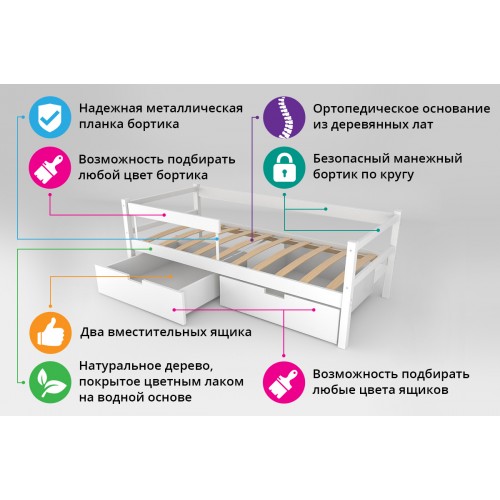 Надежная металлическая
планка бортика
Ортопедическое основание
из деревянных лат
Возможность подбирать
любой цвет бортика
Безопасный манежный
бортик по кругу
Два вместительных ящика
Натуральное дерево,
покрытое цветным лаком
на водной основе
Возможность подбирать
любые цвета ящиков